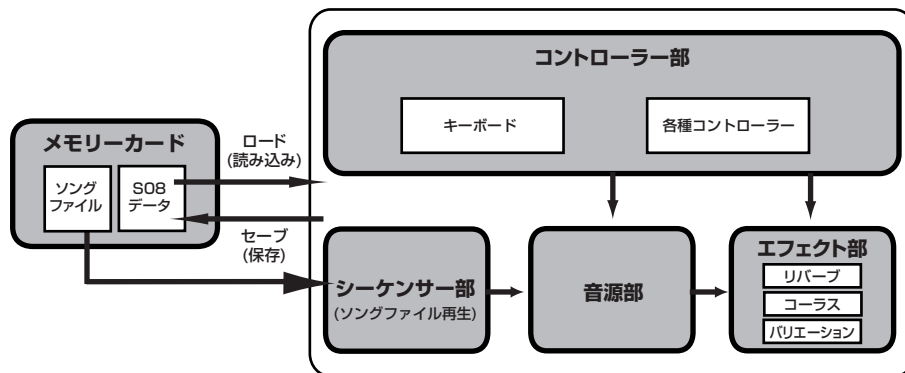 コントローラー部
キーボード
各種コントローラー
メモリーカード
ソング
ファイル
S08
データ
ロード
(読み込み)
セーブ
(保存)
シーケンサー部
(ソングファイル再生)
音源部
エフェクト部
リバーブ
コーラス
バリエーション